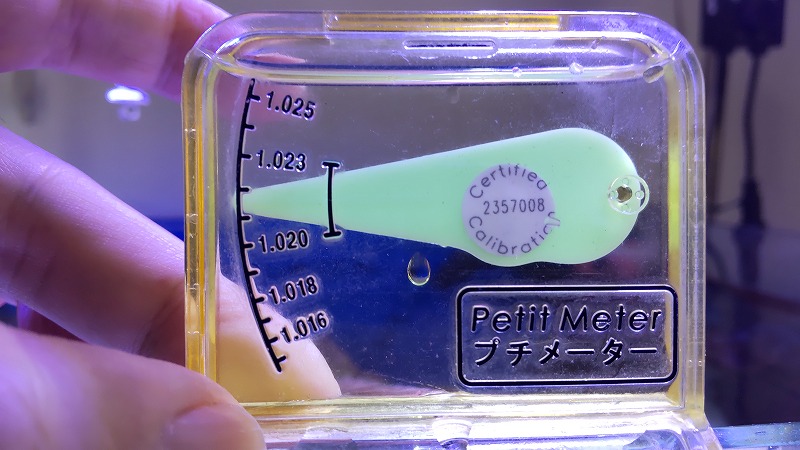 1.025
1.023
1.020
1.018
1.016
Certified
2357008
Calibration
Petit Meter
プチメーター